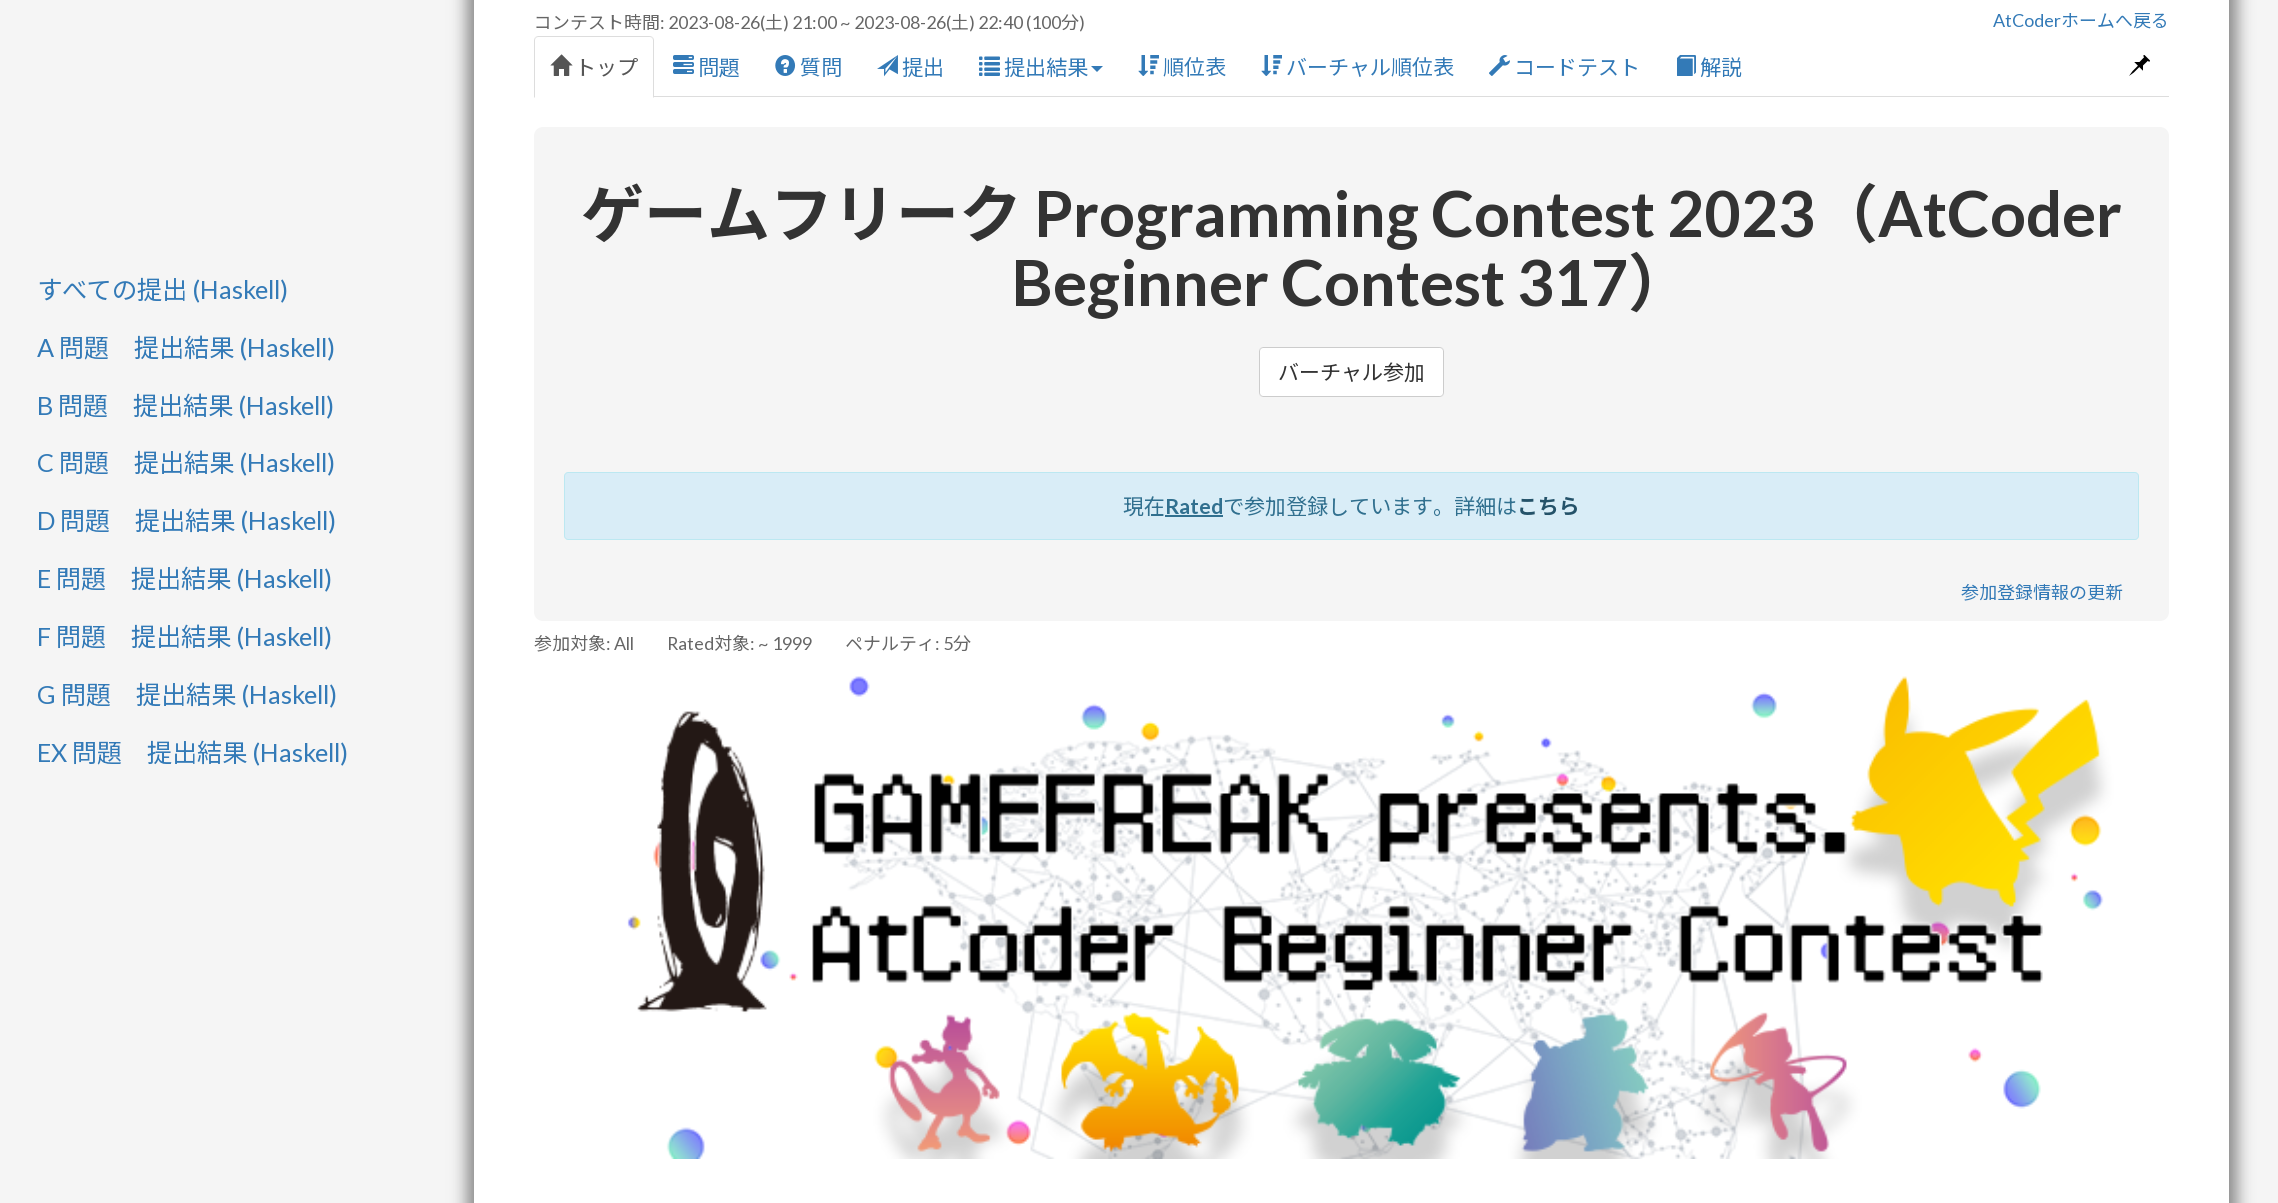 コンテスト時間: 2023-08-26(土) 21:00 ~ 2023-08-26(土) 22:40 (100分)
AtCoderホームへ戻る
トップ 問題 質問 提出 提出結果 順位表 バーチャル順位表 コードテスト 解説
すべての提出 (Haskell)
A 問題　提出結果 (Haskell)
B 問題　提出結果 (Haskell)
C 問題　提出結果 (Haskell)
D 問題　提出結果 (Haskell)
E 問題　提出結果 (Haskell)
F 問題　提出結果 (Haskell)
G 問題　提出結果 (Haskell)
EX 問題　提出結果 (Haskell)
ゲームフリーク Programming Contest 2023（AtCoder
Beginner Contest 317）
バーチャル参加
現在Ratedで参加登録しています。詳細はこちら
参加登録情報の更新
参加対象: All Rated対象: ~ 1999 ペナルティ: 5分
GAMEFREAK presents.
AtCoder Beginner Contest